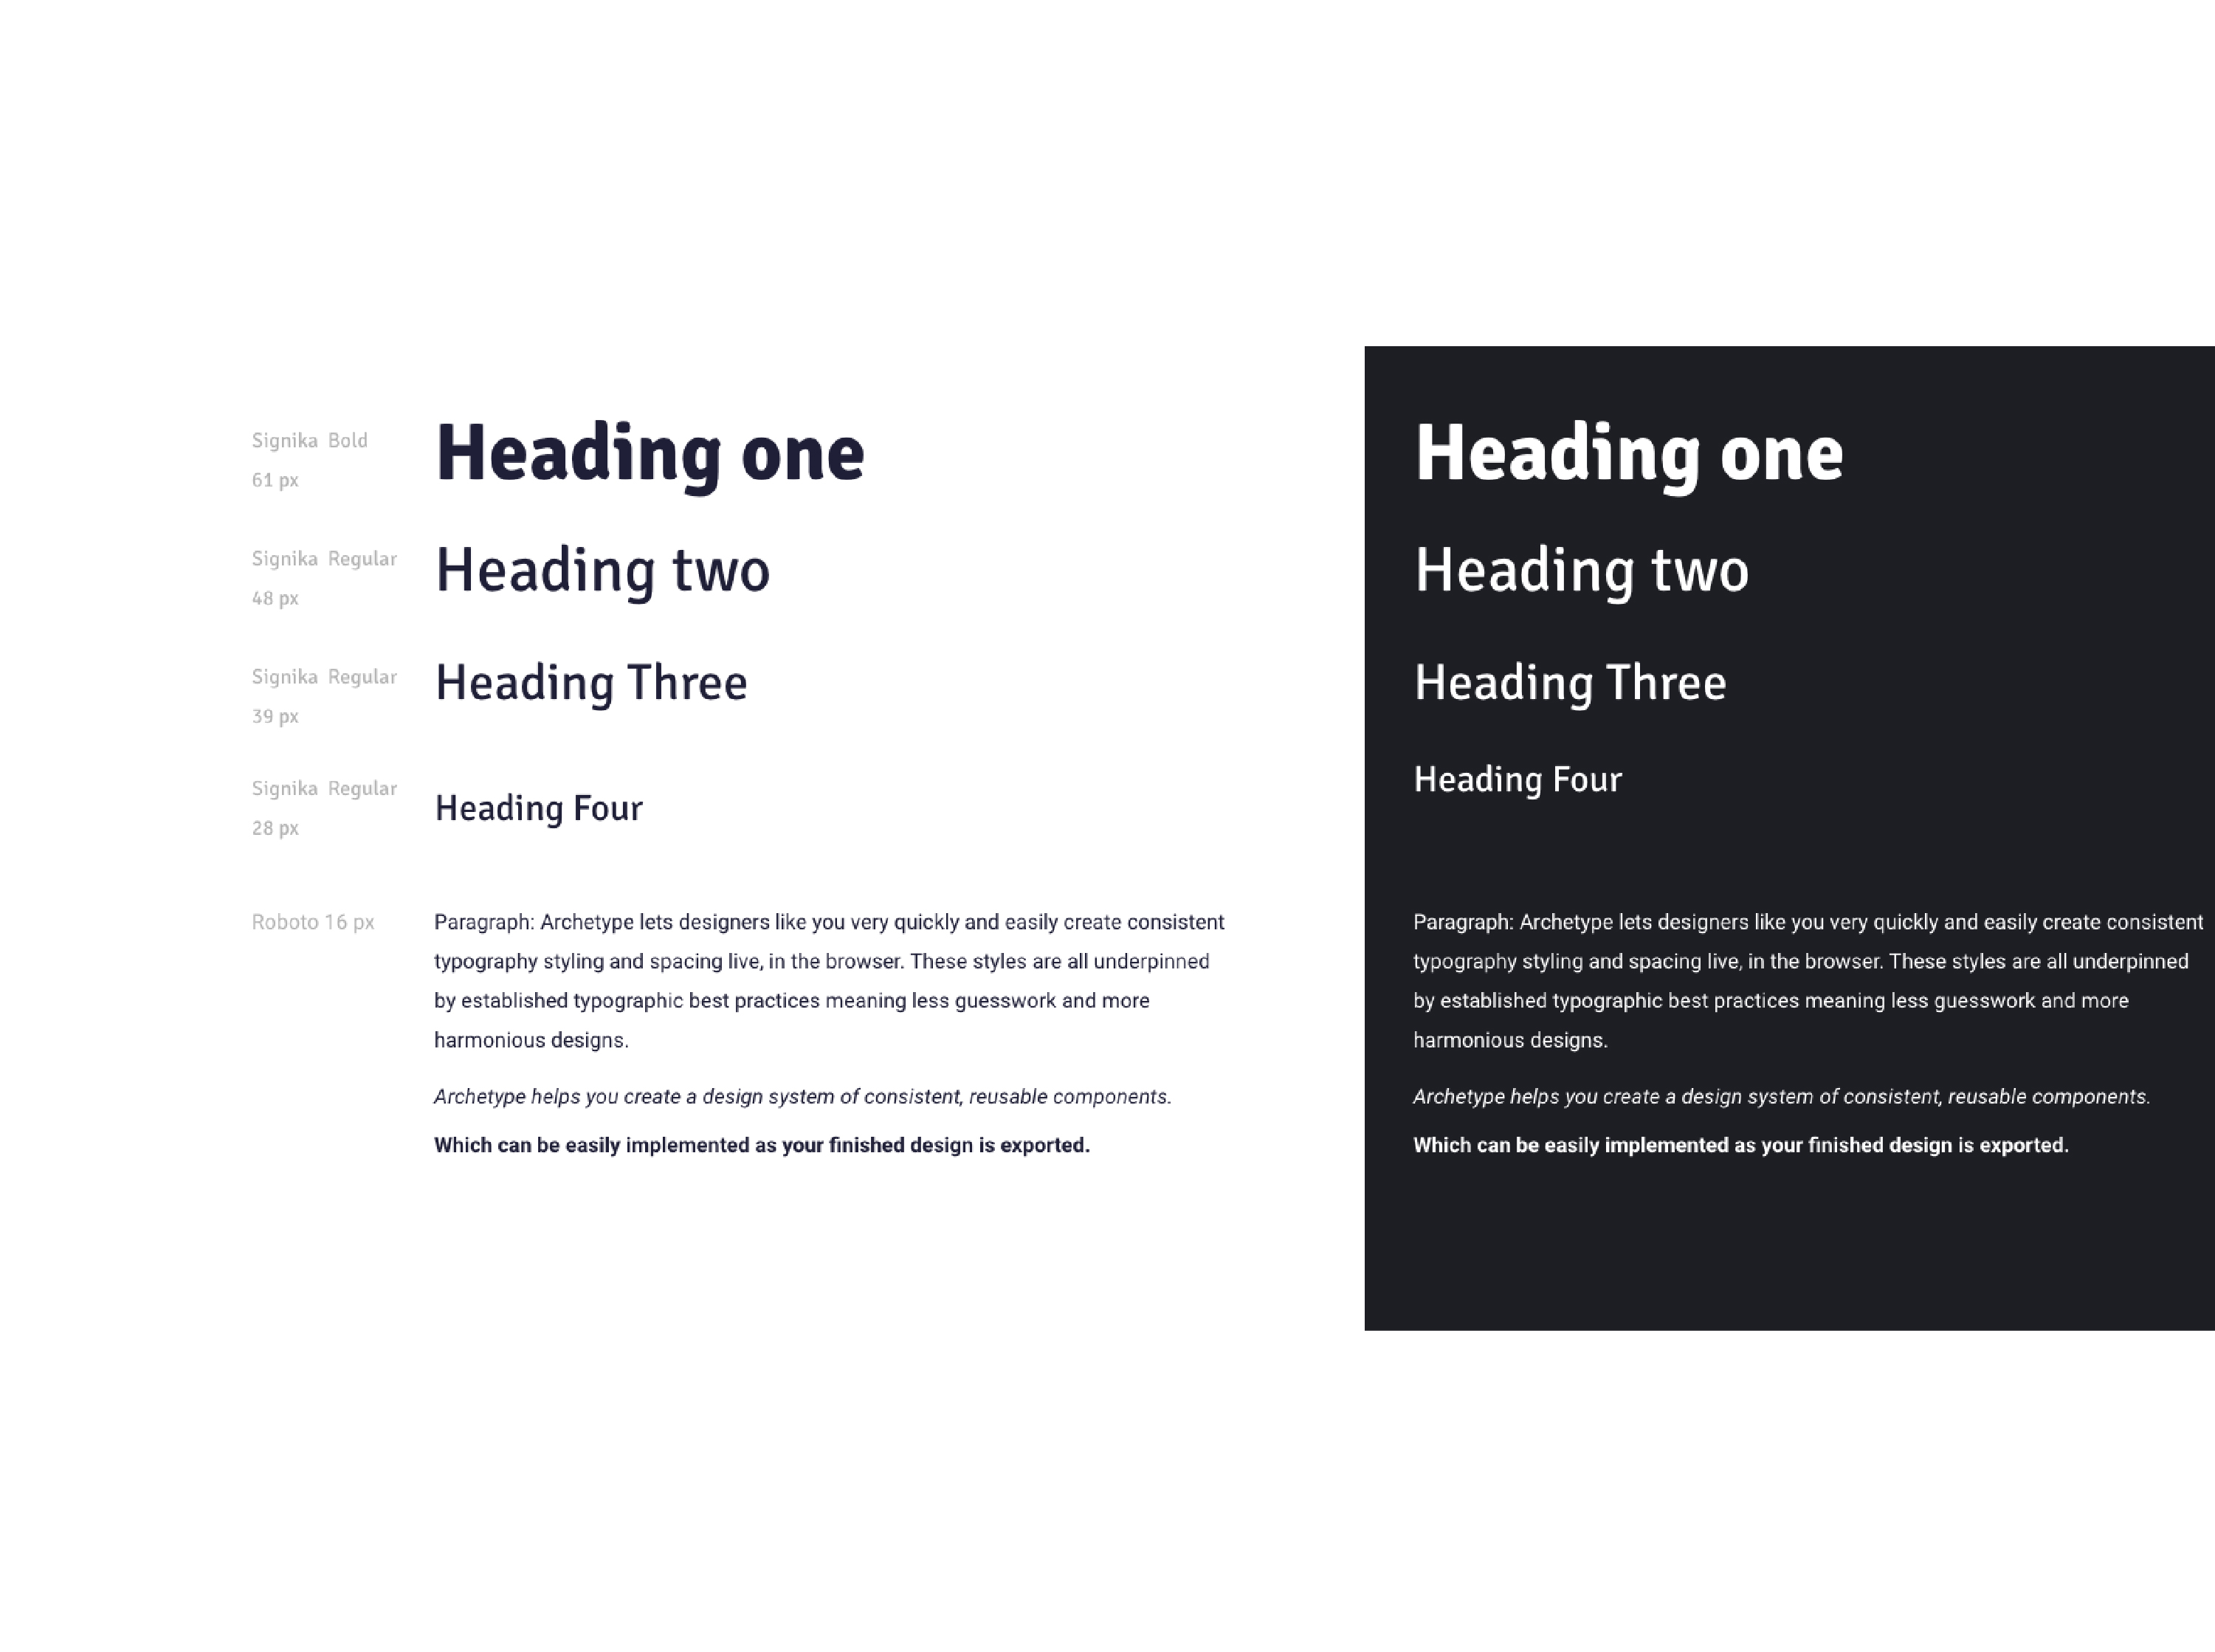 Signika Bold
61 px
Heading one
Signika Regular
48 px
Heading two
Signika Regular
39 px
Heading Three
Signika Regular
28 px
Heading Four
Roboto 16 px
Paragraph: Archetype lets designers like you very quickly and easily create consistent
typography styling and spacing live, in the browser. These styles are all underpinned
by established typographic best practices meaning less guesswork and more
harmonious designs.
Archetype helps you create a design system of consistent, reusable components.
Which can be easily implemented as your finished design is exported.
Heading one
Heading two
Heading Three
Heading Four
Paragraph: Archetype lets designers like you very quickly and easily create consistent
typography styling and spacing live, in the browser. These styles are all underpinned
by established typographic best practices meaning less guesswork and more
harmonious designs.
Archetype helps you create a design system of consistent, reusable components.
Which can be easily implemented as your finished design is exported.